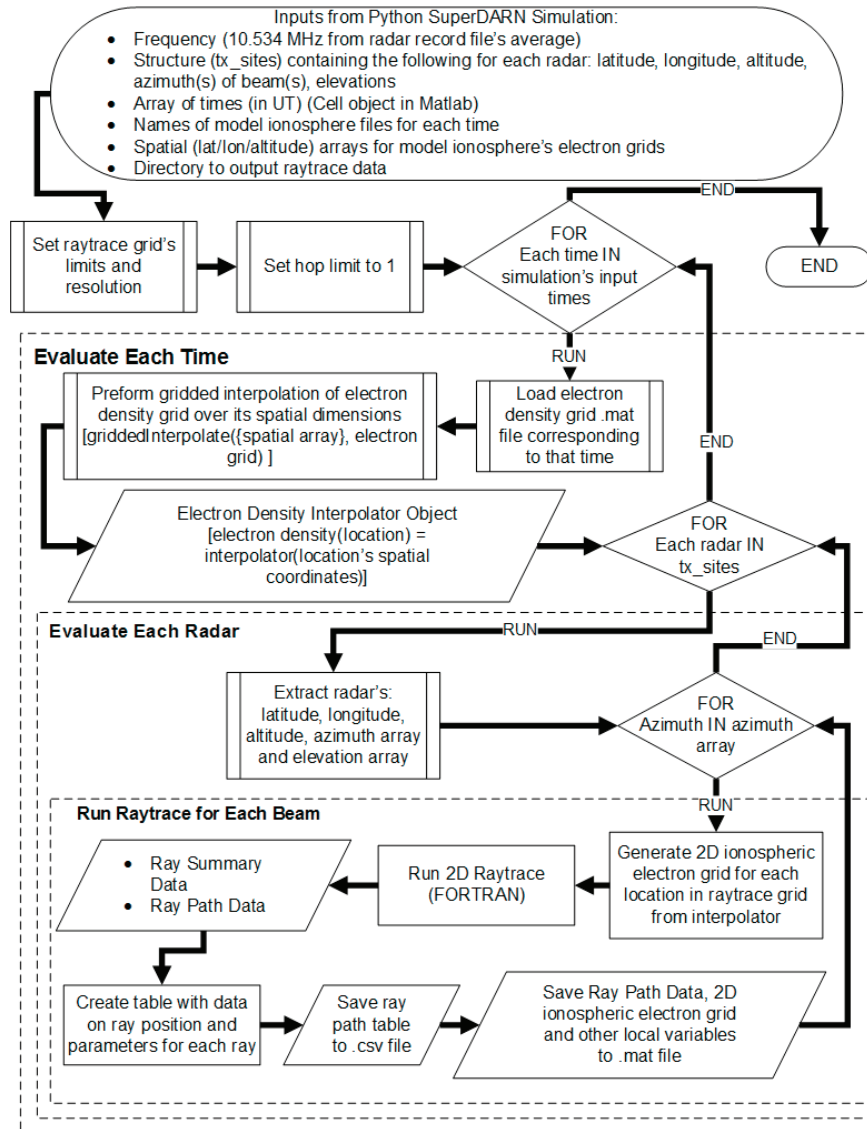 Inputs from Python SuperDARN Simulation:
• Frequency (10.534 MHz from radar record file's average)
• Structure (tx_sites) containing the following for each radar: latitude, longitude, altitude,
azimuth(s) of beam(s), elevations
• Array of times (in UT) (Cell object in Matlab)
• Names of model ionosphere files for each time
• Spatial (lat/lon/altitude) arrays for model ionosphere's electron grids
• Directory to output raytrace data
END
Set raytrace grid's
limits and
resolution
Set hop limit to 1
FOR
Each time IN
simulation's input
times
END
RUN
Evaluate Each Time
Preform gridded interpolation of electron
density grid over its spatial dimensions
[griddedInterpolate({spatial array}, electron
grid) ]
Load electron
density grid .mat
file corresponding
to that time
END
Electron Density Interpolator Object
[electron density(location) =
interpolator(location's spatial
coordinates)]
FOR
Each radar IN
tx_sites
RUN
END
Evaluate Each Radar
Extract radar's:
latitude, longitude,
altitude, azimuth array
and elevation array
FOR
Azimuth IN azimuth
array
RUN
Run Raytrace for Each Beam
• Ray Summary
Data
• Ray Path Data
Run 2D Raytrace
(FORTRAN)
Generate 2D ionospheric
electron grid for each
location in raytrace grid
from interpolator
Create table with data
on ray position and
parameters for each ray
Save ray
path table
to .csv file
Save Ray Path Data, 2D
ionospheric electron grid
and other local variables
to .mat file